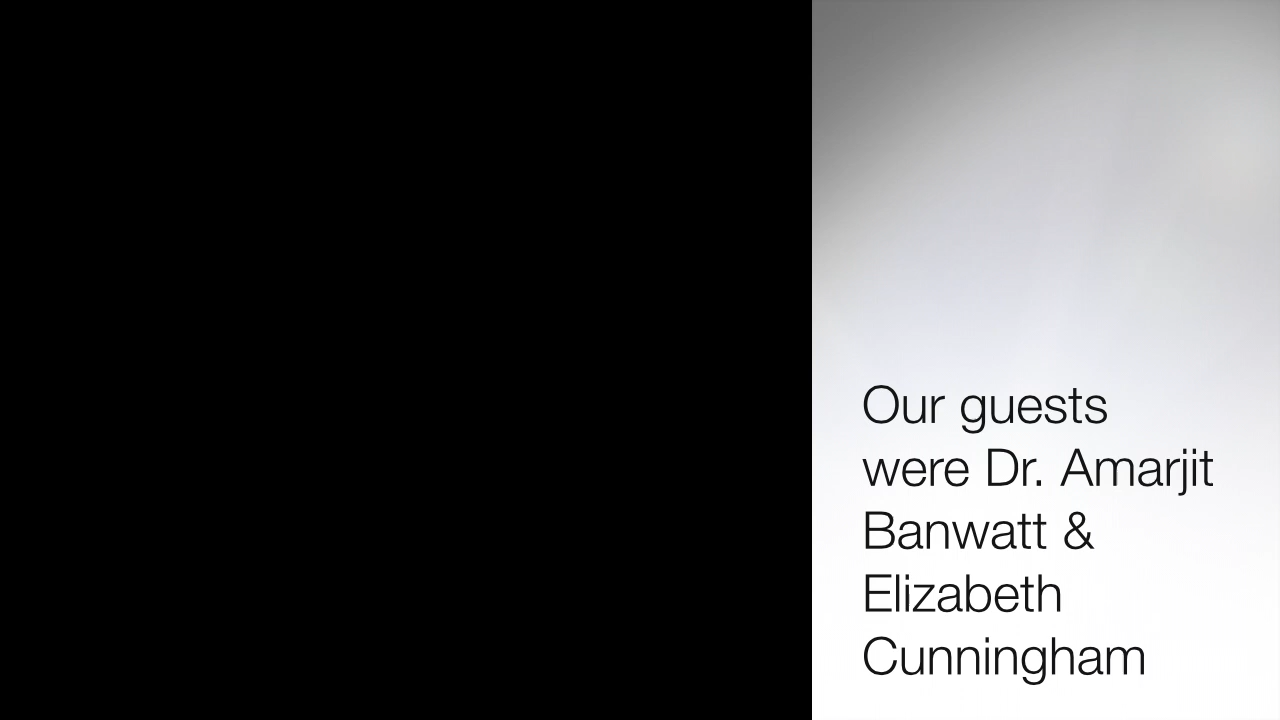 Our guests
were Dr. Amarjit
Banwatt &
Elizabeth
Cunningham